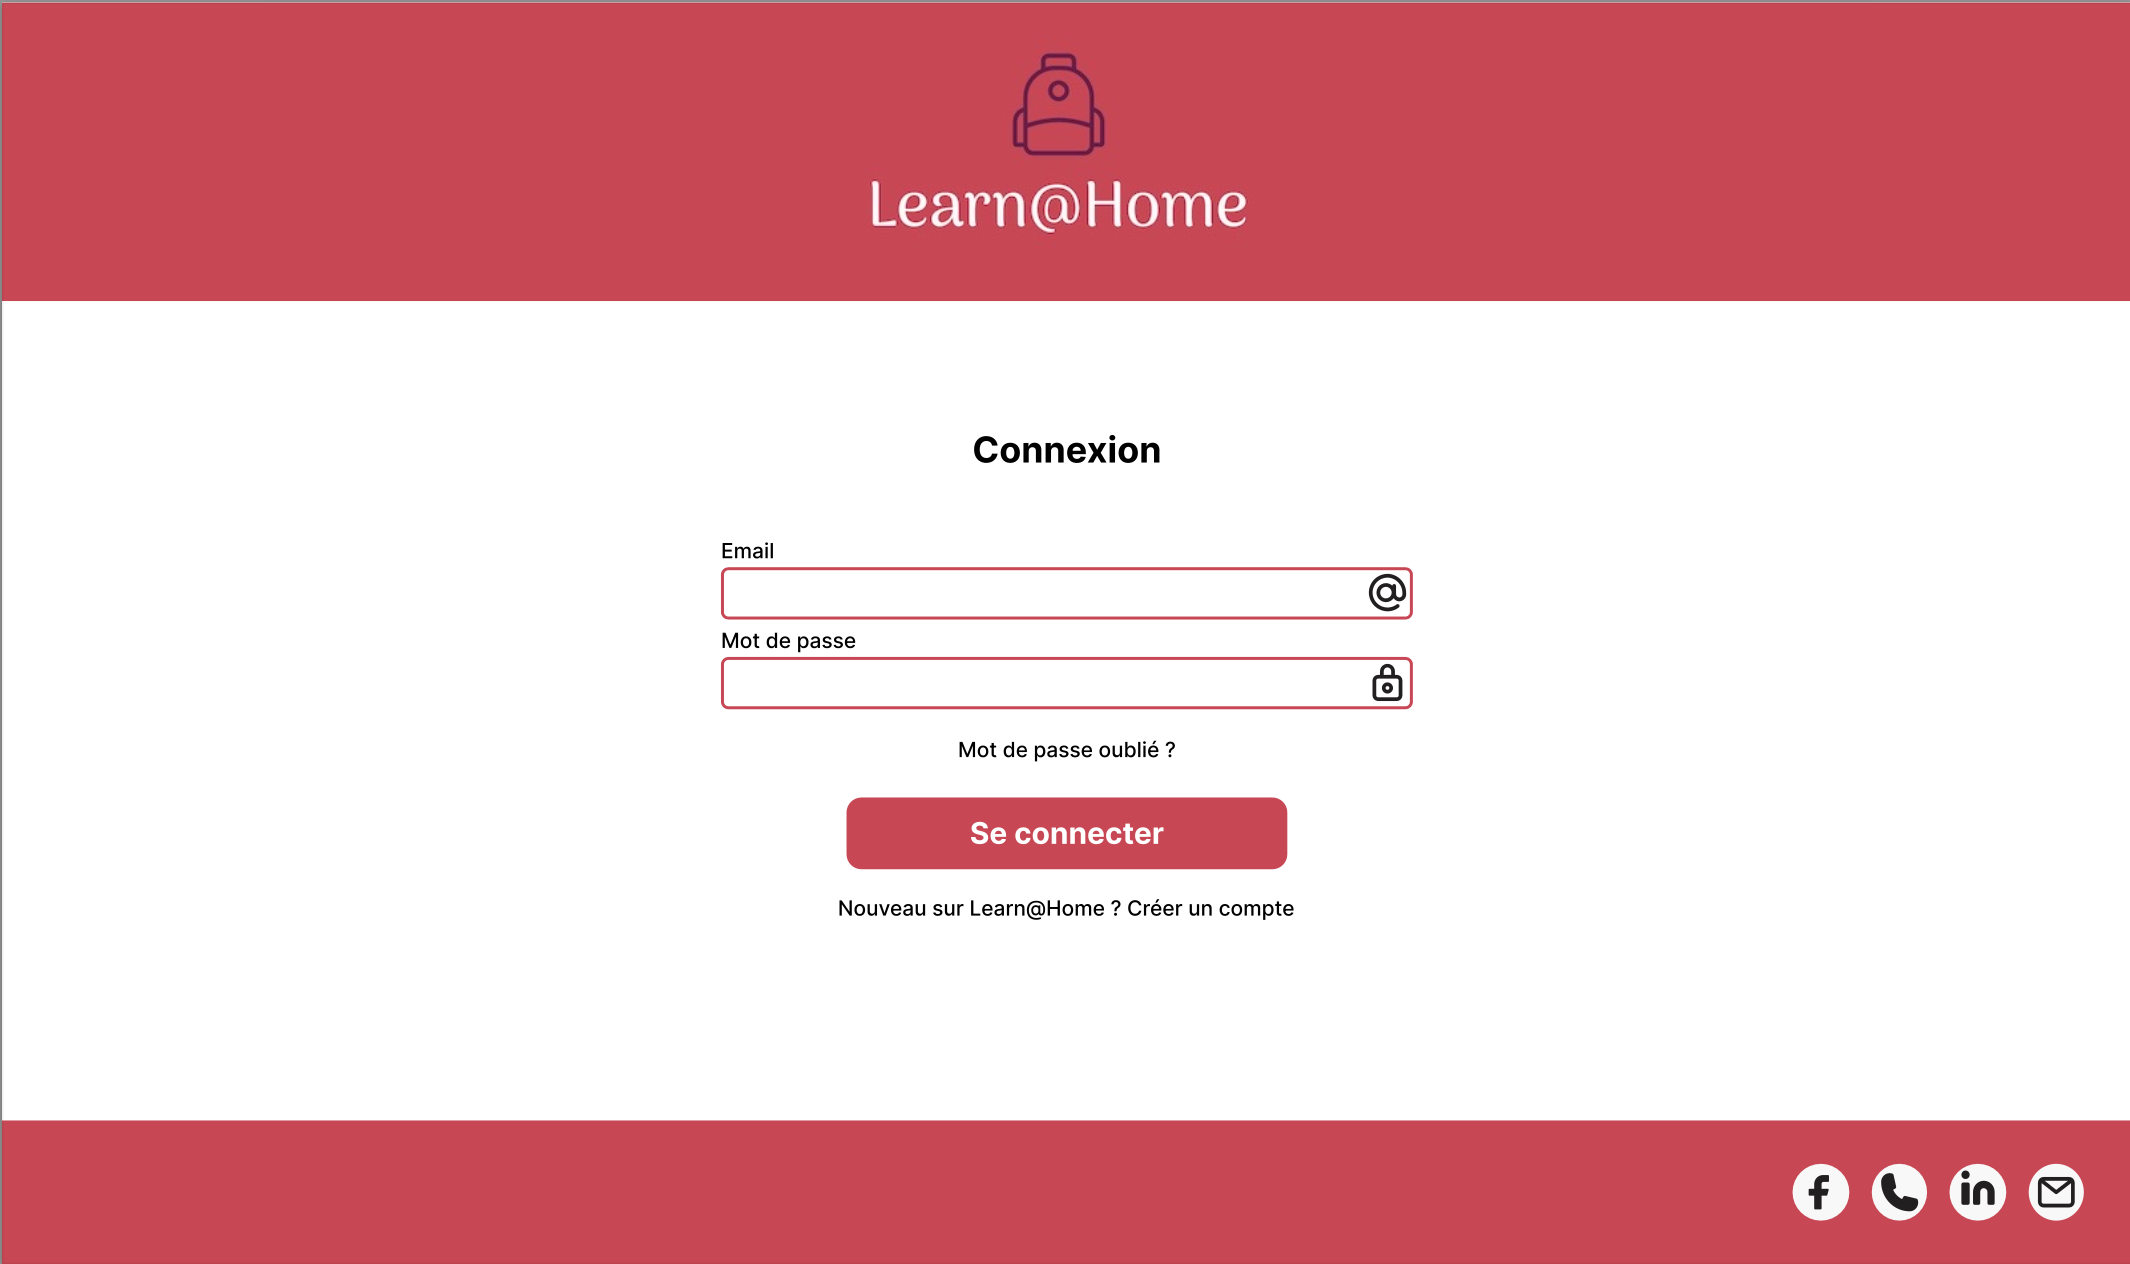 Learn@Home
Connexion
Email
Mot de passe
Mot de passe oublié ?
Se connecter
Nouveau sur Learn@Home ? Créer un compte